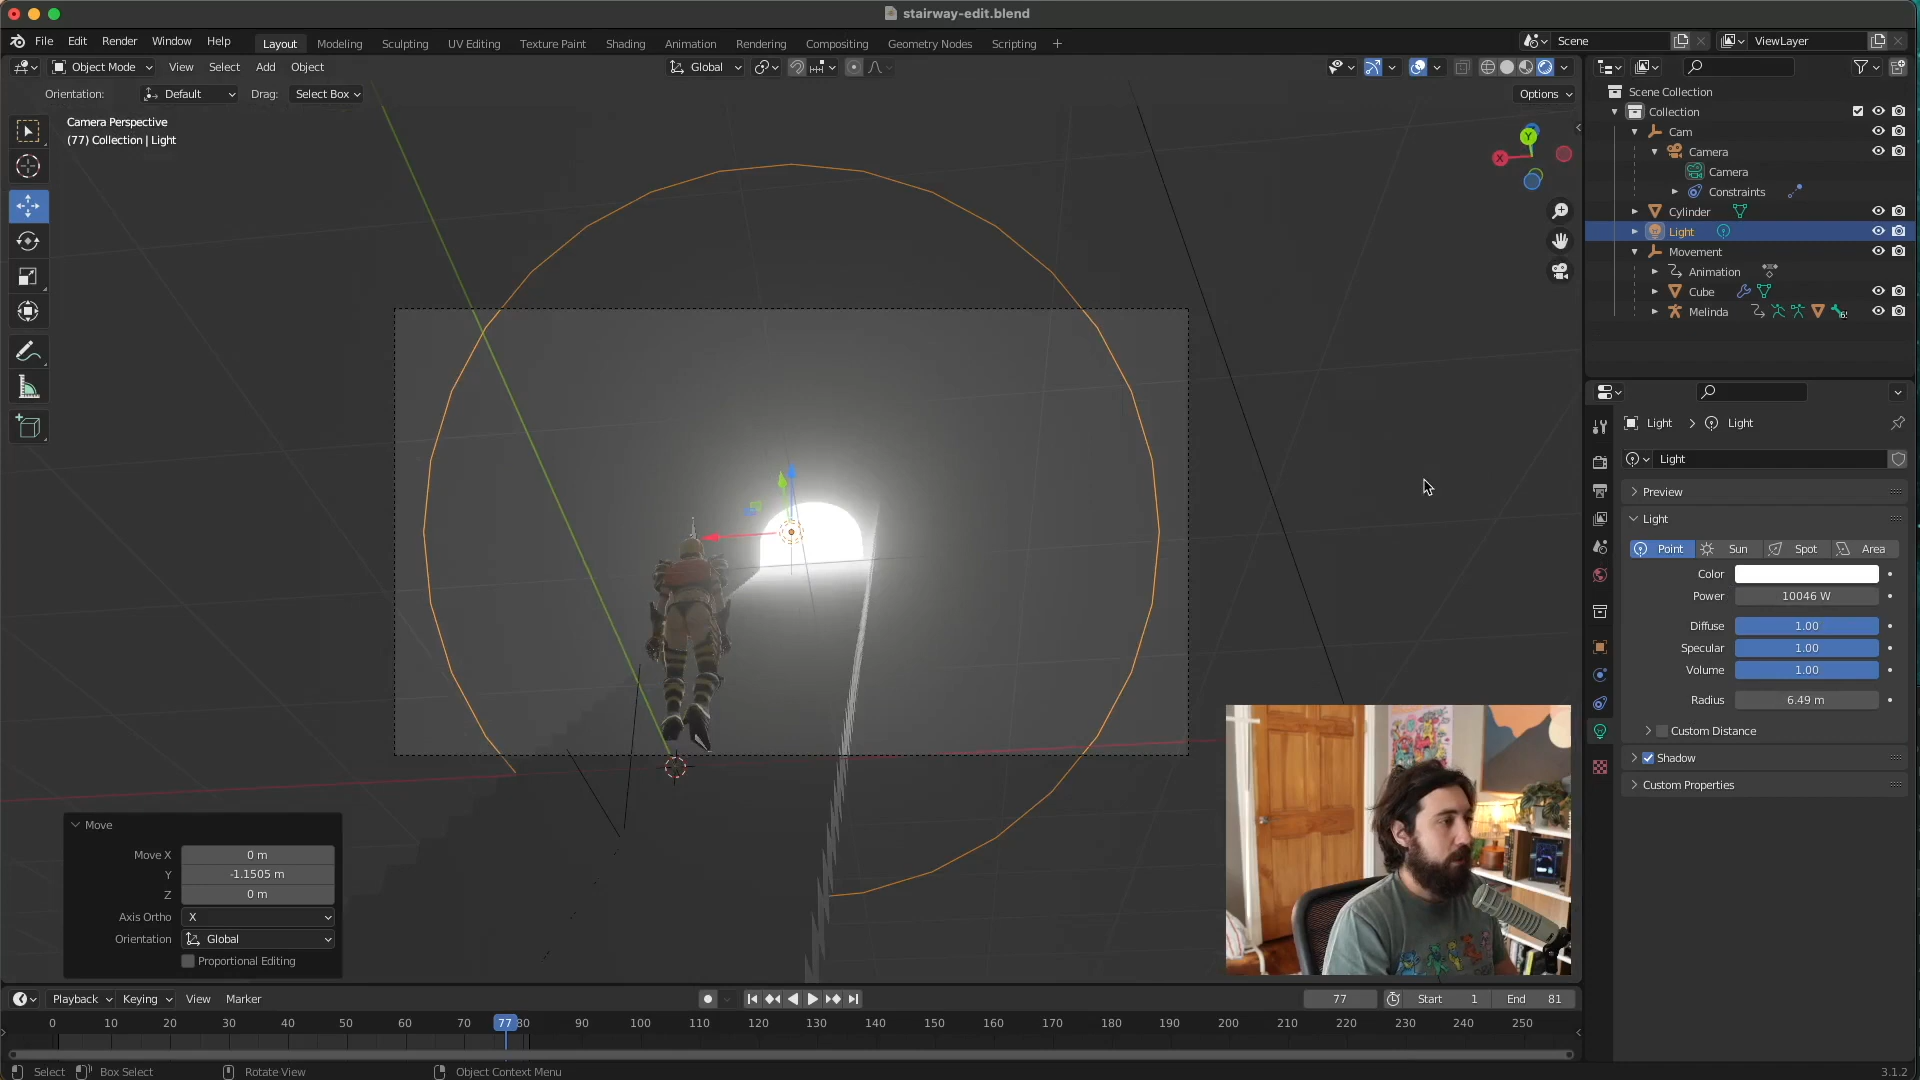 stairway-edit.blend
File Edit Render Window Help Layout Modeling Sculpting UV Editing Texture Paint Shading Animation Rendering Compositing Geometry Nodes Scripting + Scene ViewLayer
Object Mode View Select Add Object Global
Orientation: Default Drag: Select Box Options
Camera Perspective
(77) Collection | Light
Y
X
Scene Collection
Collection
Cam
Camera
Camera
Constraints
Cylinder
Light
Movement
Animation
Cube
Melinda
Light > Light
Light
Preview
Light
Point Sun Spot Area
Color
Power 10046 W
Diffuse 1.00
Specular 1.00
Volume 1.00
Radius 6.49 m
Custom Distance
Shadow
Custom Properties
Move
Move X 0 m
Y -1.1505 m
Z 0 m
Axis Ortho X
Orientation Global
Proportional Editing
Playback Keying View Marker 77 Start 1 End 81
0 10 20 30 40 50 60 70 77 80 90 100 110 120 130 140 150 160 170 180 190 200 210 220 230 240 250
Select Box Select Rotate View Object Context Menu 3.1.2